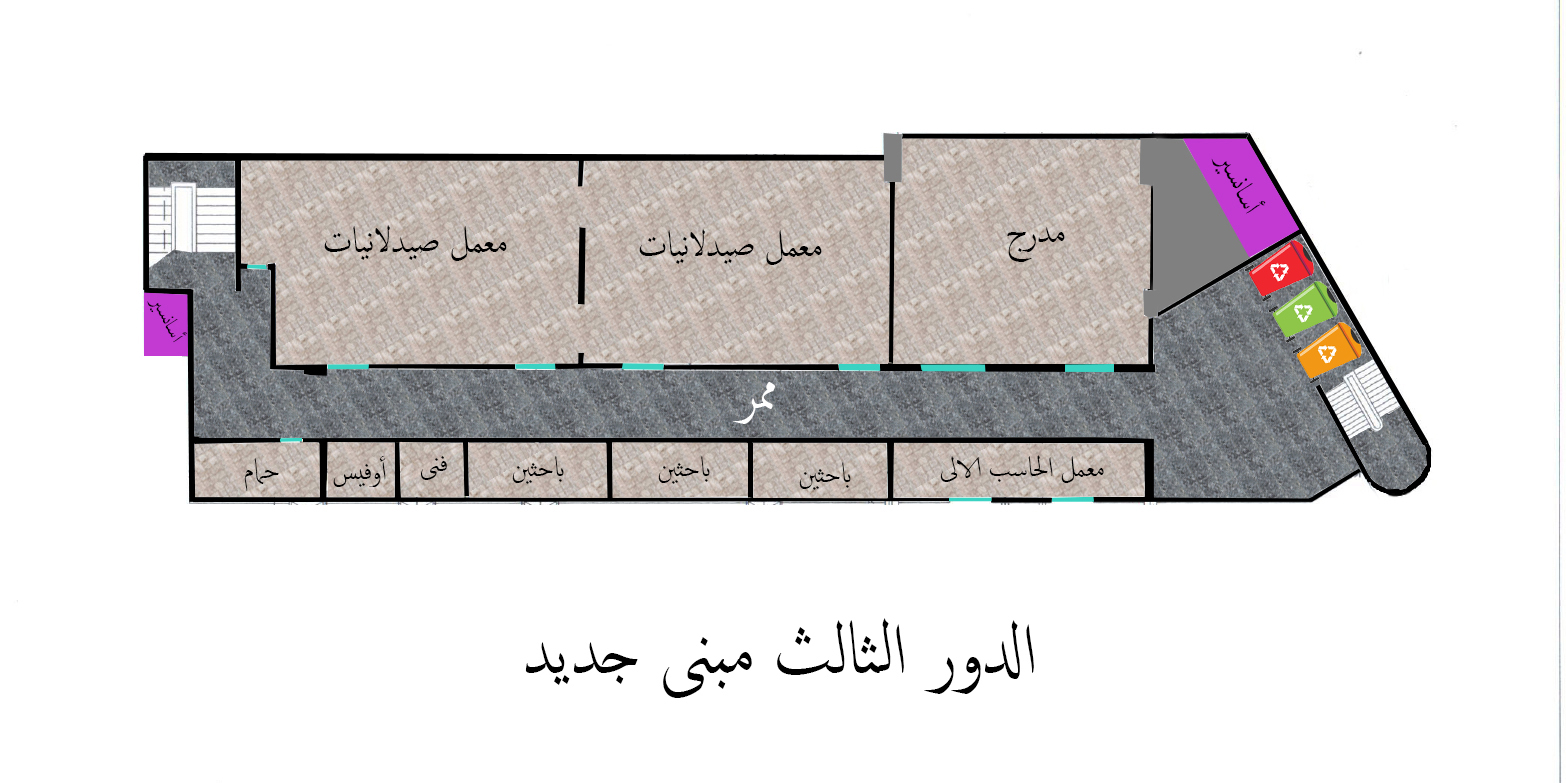 أسانسير
مدرج
معمل صيدلانيات
معمل صيدلانيات
أسانسير
ممر
معمل الحاسب الالى
باحثين
باحثين
باحثين
فنى
أوفيس
حمام
الدور الثالث مبنى جديد